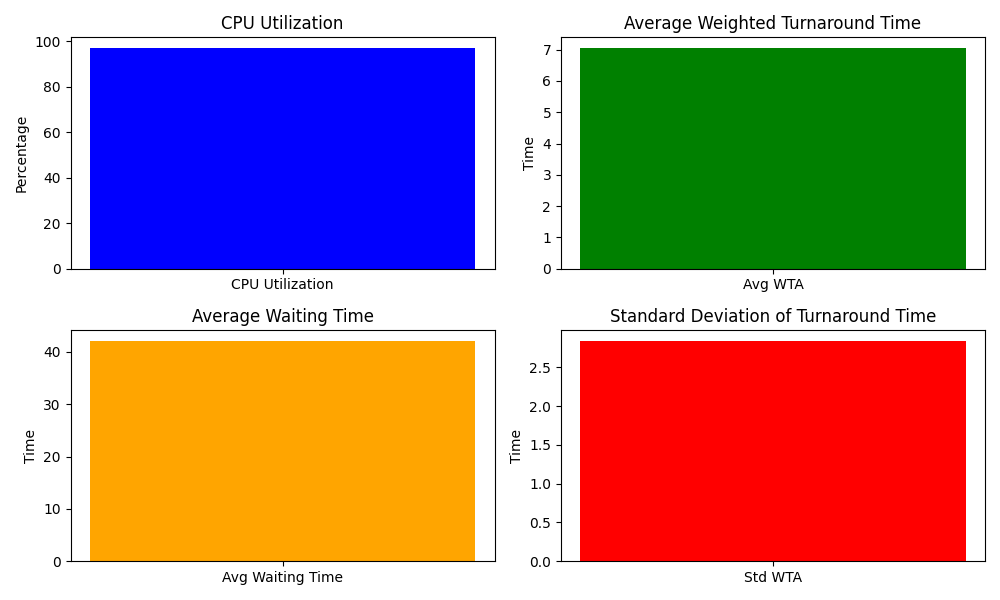 CPU Utilization
Percentage
100
80
60
40
20
0
CPU Utilization
Average Weighted Turnaround Time
Time
7
6
5
4
3
2
1
0
Avg WTA
Average Waiting Time
Time
40
30
20
10
0
Avg Waiting Time
Standard Deviation of Turnaround Time
Time
2.5
2.0
1.5
1.0
0.5
0.0
Std WTA